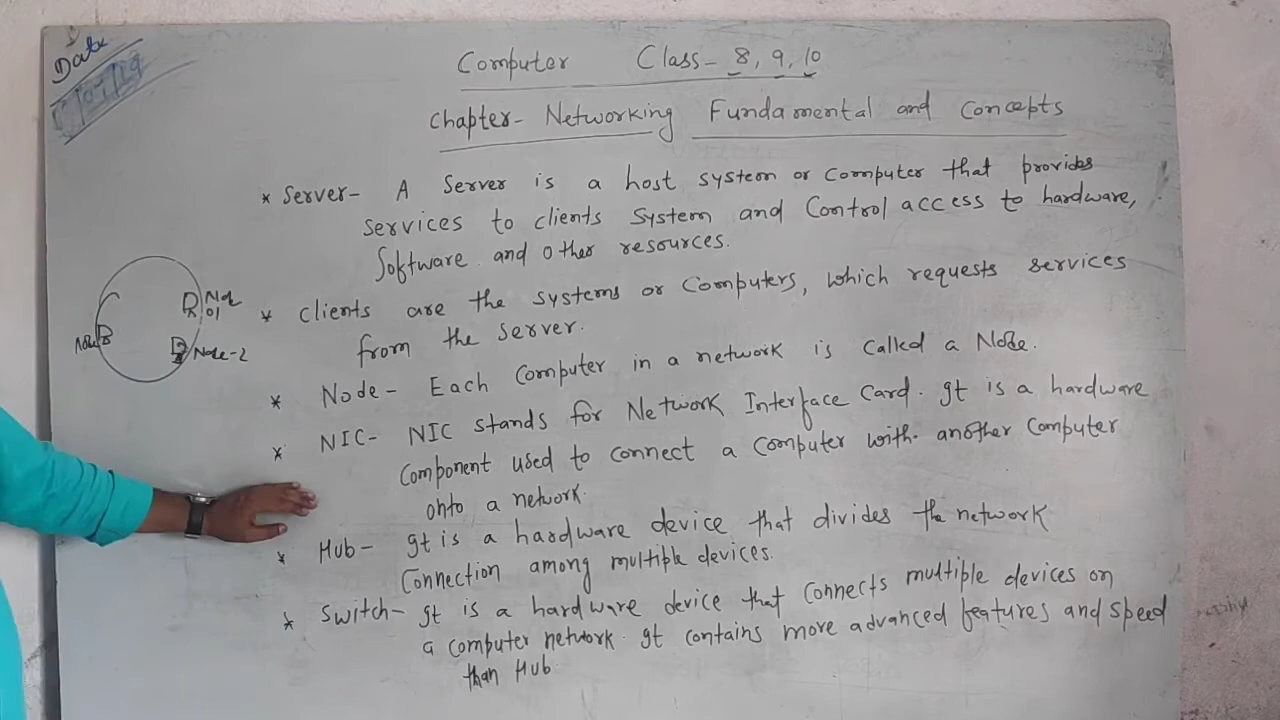 Date
Computer Class- 8, 9, 10
Chapter- Networking Fundamental and Concepts
* Server- A Server is a host system or computer that provides
services to clients System and Control access to hardware,
Software and other resources.
* Clients are the systems or Computers, which requests services
from the server.
Node-2
* Node- Each Computer in a network is called a Node.
* NIC- NIC stands for Network Interface Card. It is a hardware
Component used to connect a computer with another Computer
onto a network.
* Hub- It is a hardware device that divides the network
Connection among multiple devices.
* Switch- It is a hardware device that connects multiple devices on
a computer network. It contains more advanced features and speed
than Hub